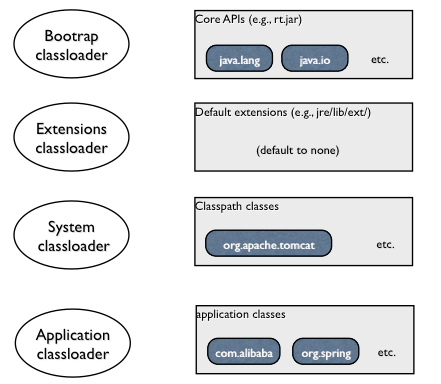 Bootrap
classloader
Core APIs (e.g., rt.jar)
java.lang
java.io
etc.
Extensions
classloader
Default extensions (e.g., jre/lib/ext/)
(default to none)
System
classloader
Classpath classes
org.apache.tomcat
etc.
Application
classloader
application classes
com.alibaba
org.spring
etc.